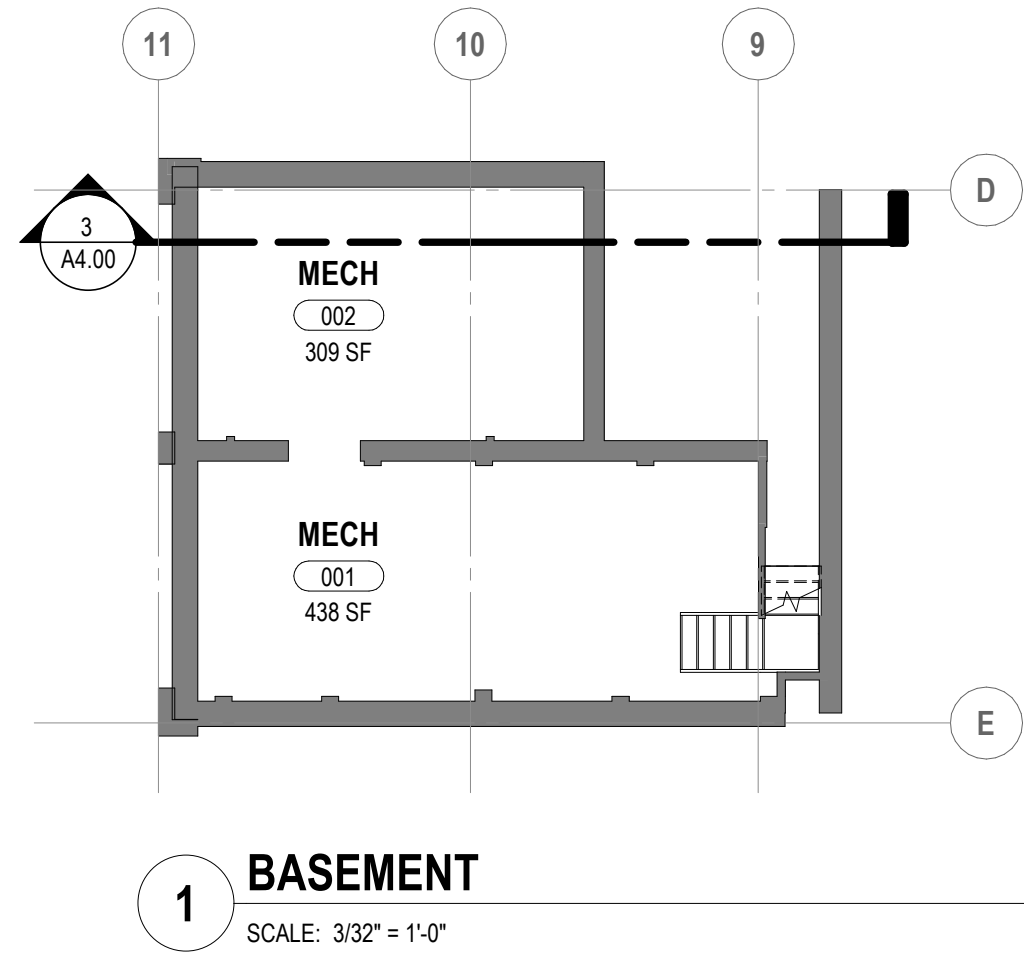 11
10
9
D
3
A4.00
MECH
002
309 SF
MECH
001
438 SF
E
1
BASEMENT
SCALE: 3/32" = 1'-0"